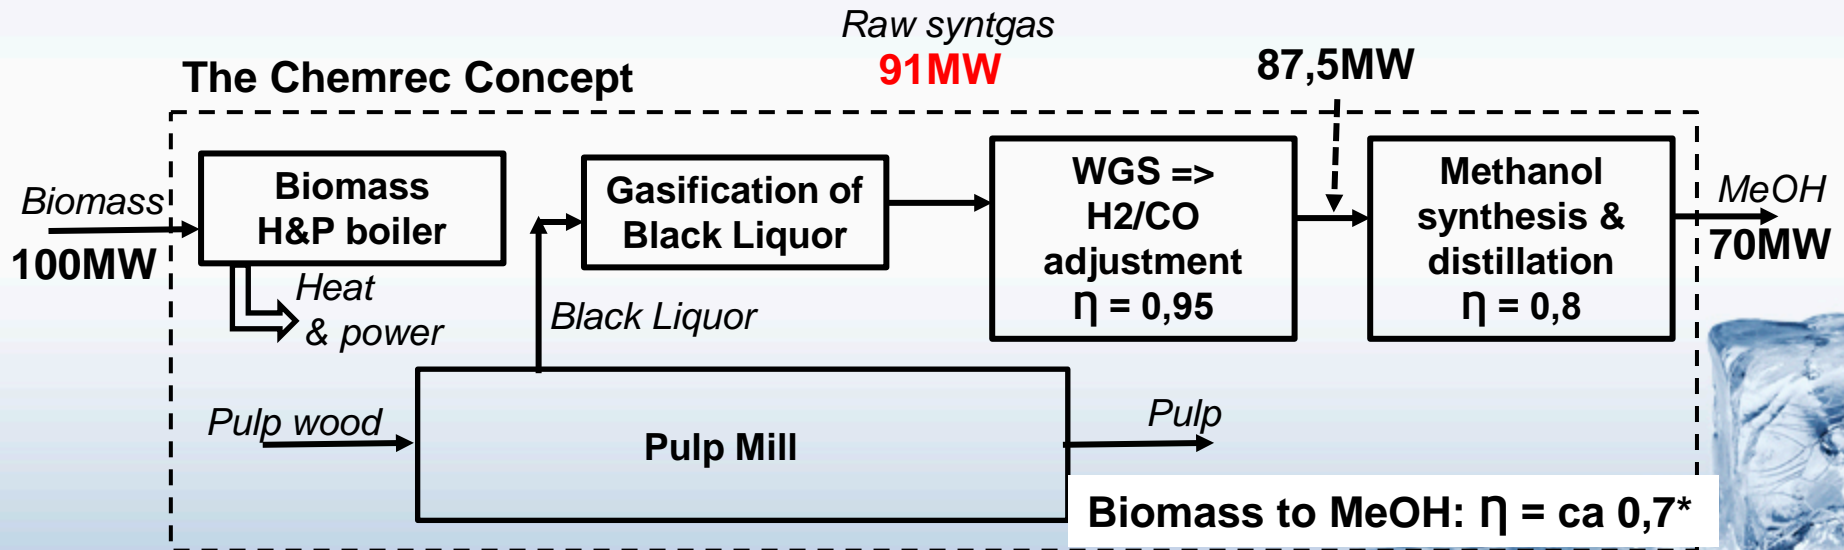 Raw syntgas
91MW
87,5MW
The Chemrec Concept
Biomass
100MW
Biomass
H&P boiler
Heat
& power
Gasification of
Black Liquor
Black Liquor
WGS =>
H2/CO
adjustment
Ƞ = 0,95
Methanol
synthesis &
distillation
Ƞ = 0,8
MeOH
70MW
Pulp wood
Pulp Mill
Pulp
Biomass to MeOH: Ƞ = ca 0,7*